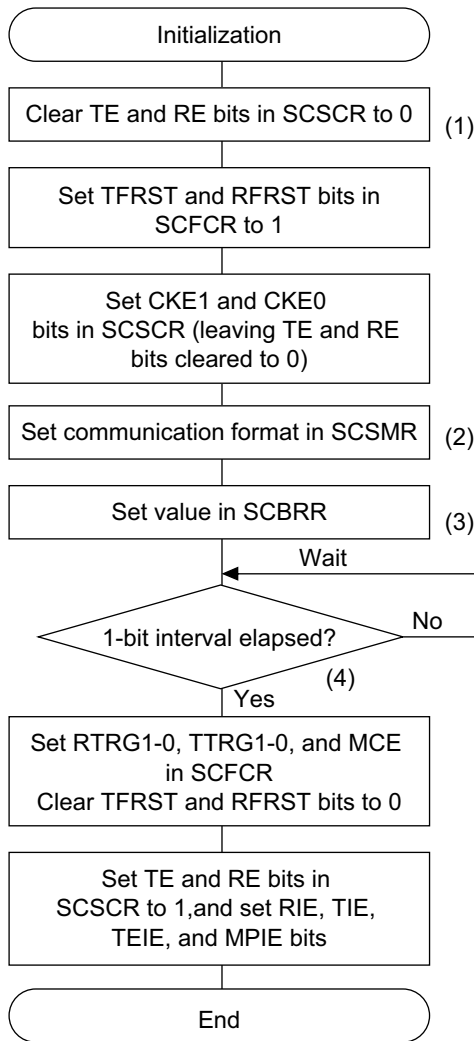 Initialization
Clear TE and RE bits in SCSCR to 0
(1)
Set TFRST and RFRST bits in
SCFCR to 1
Set CKE1 and CKE0
bits in SCSCR (leaving TE and RE
bits cleared to 0)
Set communication format in SCSMR
(2)
Set value in SCBRR
(3)
Wait
1-bit interval elapsed?
No
(4)
Yes
Set RTRG1-0, TTRG1-0, and MCE
in SCFCR
Clear TFRST and RFRST bits to 0
Set TE and RE bits in
SCSCR to 1,and set RIE, TIE,
TEIE, and MPIE bits
End